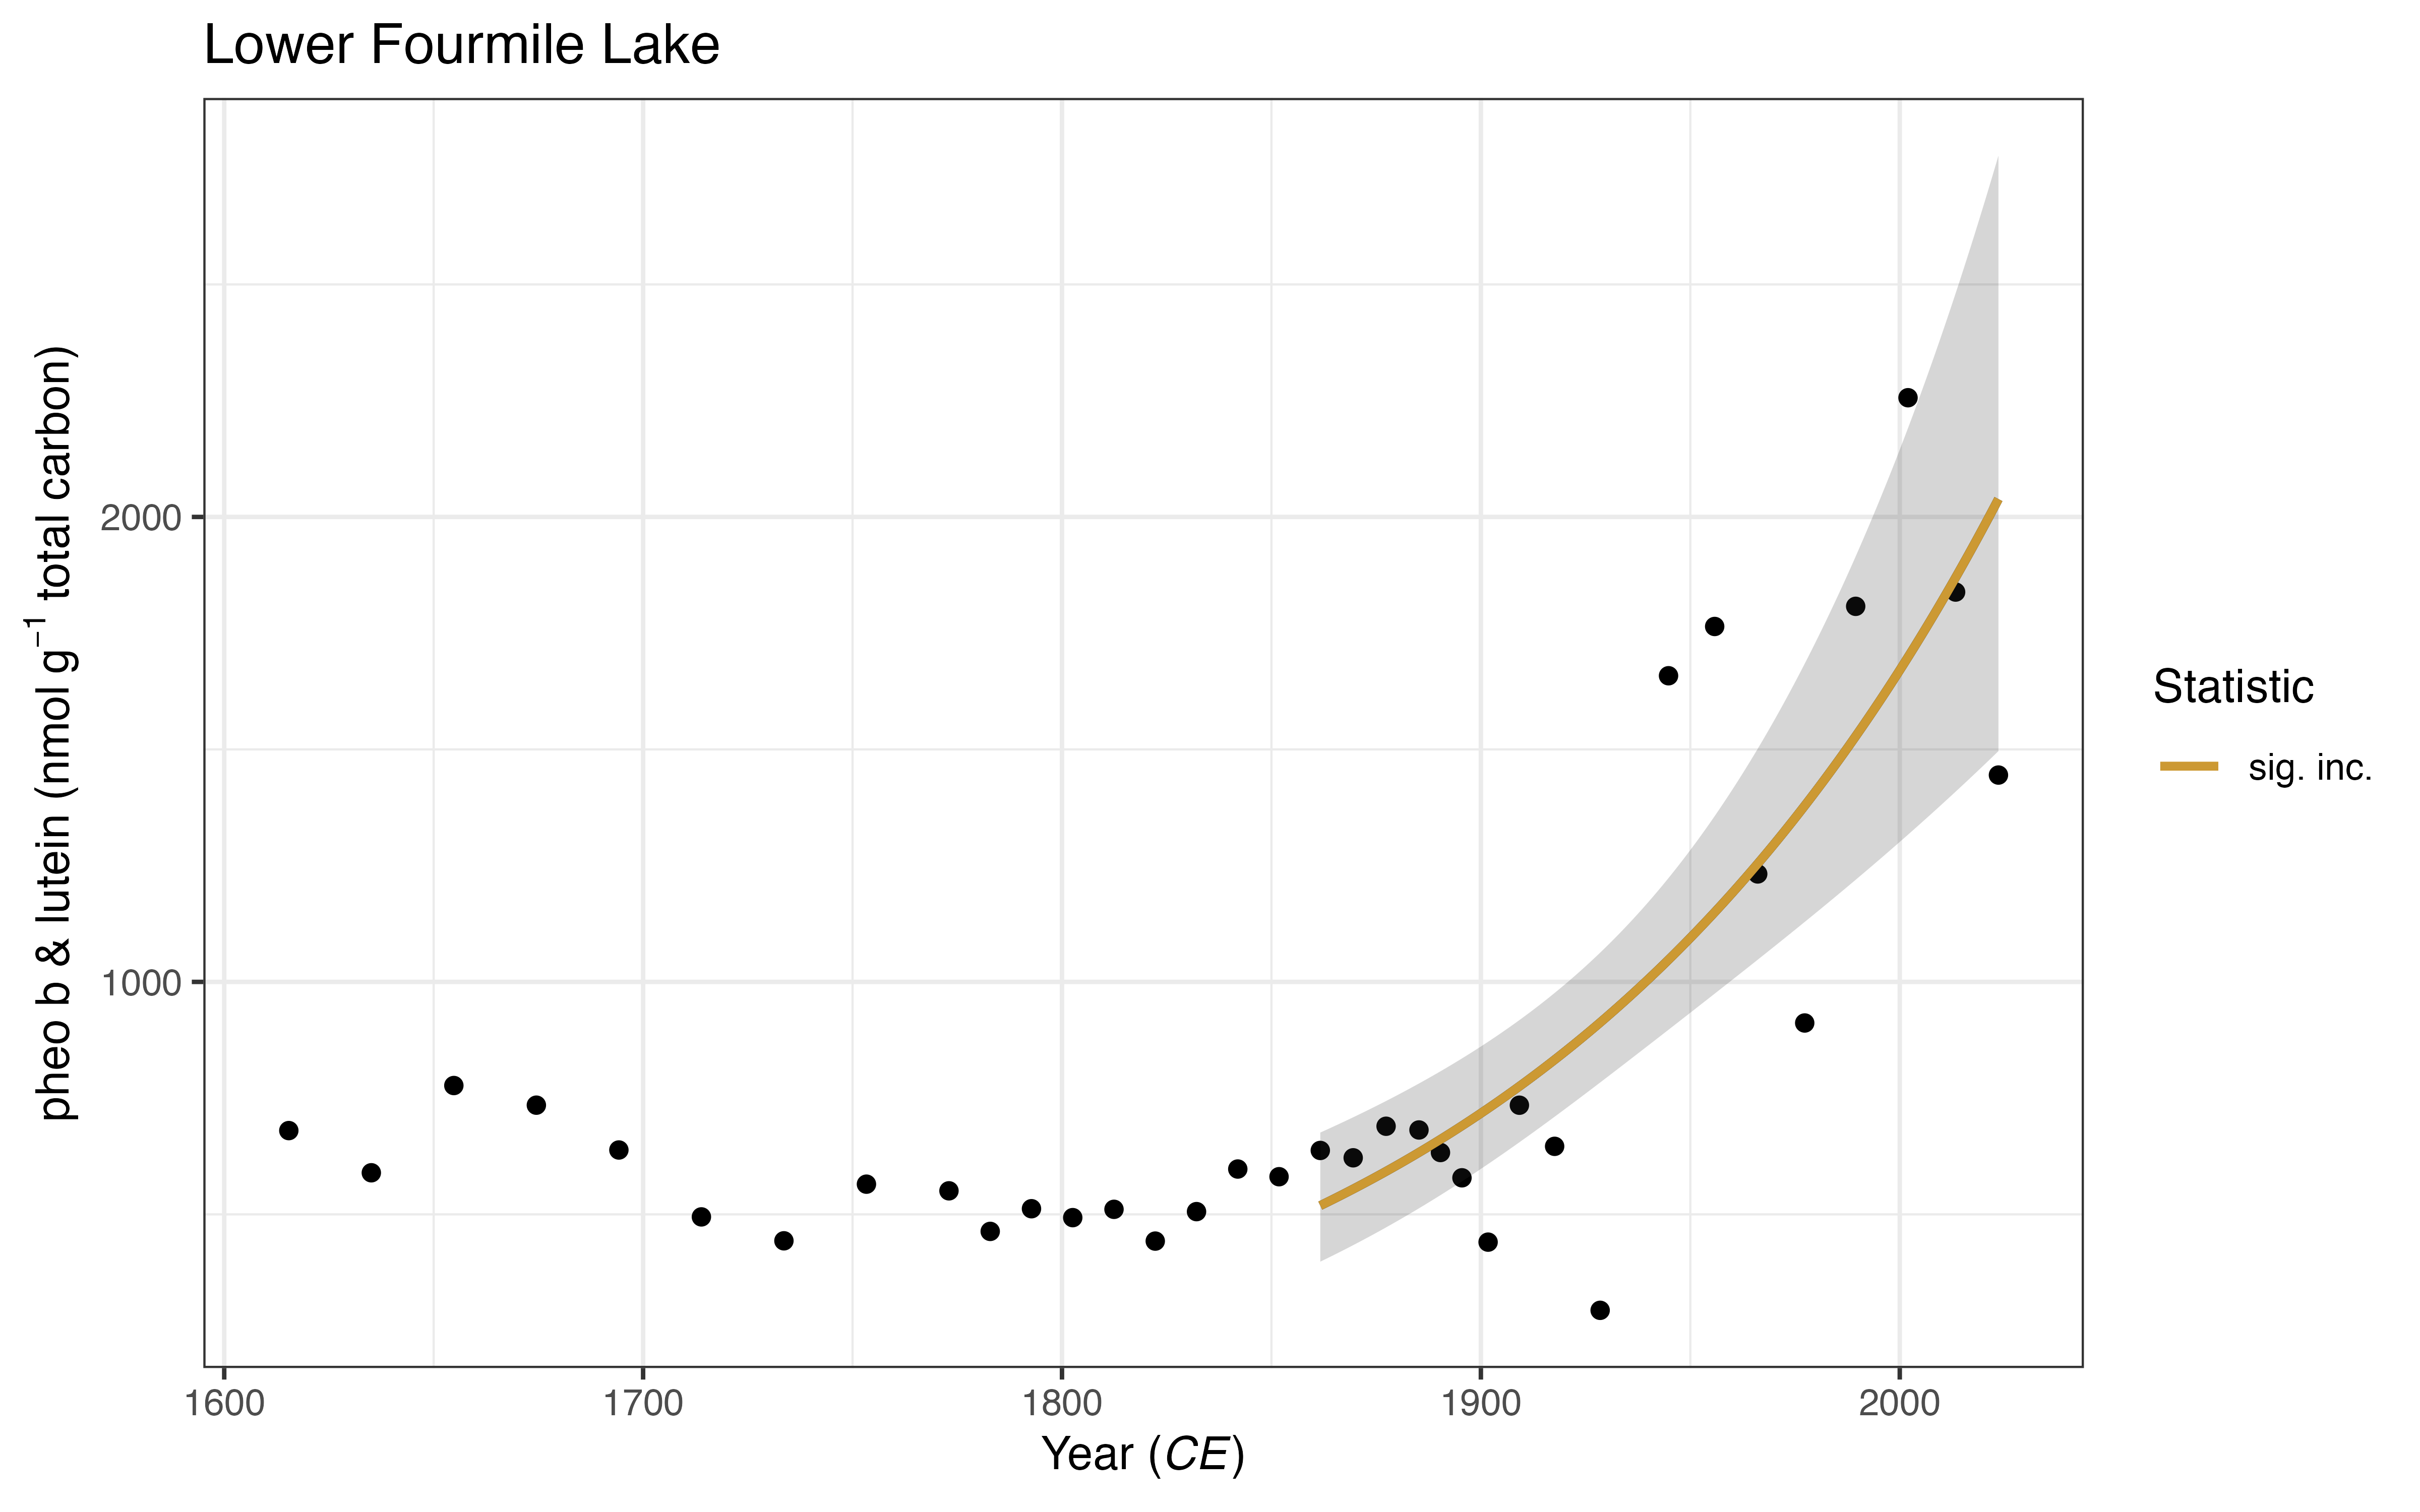 Lower Fourmile Lake
pheo b & lutein (nmol g⁻¹ total carbon)
2000
1000
1600 1700 1800 1900 2000
Year (CE)
Statistic
sig. inc.